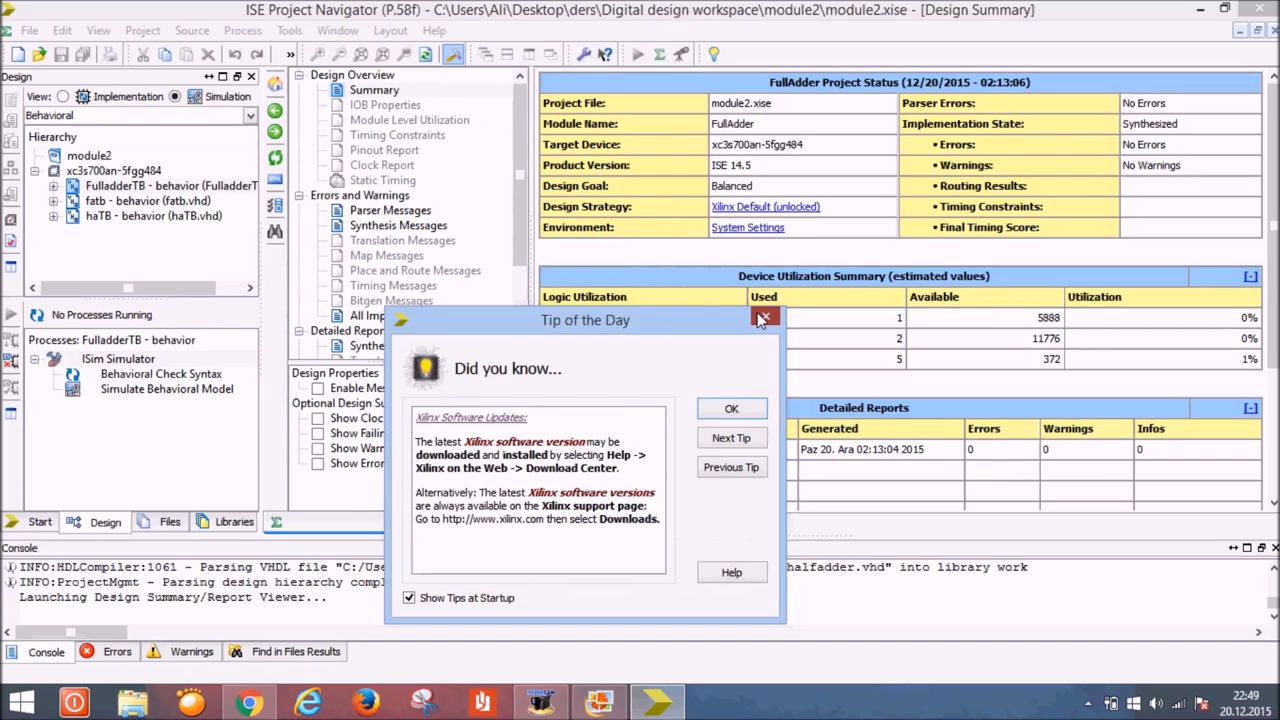 ISE Project Navigator (P.58f) - C:\Users\Ali\Desktop\ders\Digital design workspace\module2\module2.xise - [Design Summary]
File Edit View Project Source Process Tools Window Layout Help
Design
View: Implementation Simulation
Behavioral
Hierarchy
module2
xc3s700an-5fgg484
FulladderTB - behavior (FulladderT
fatb - behavior (fatb.vhd)
haTB - behavior (haTB.vhd)
No Processes Running
Processes: FulladderTB - behavior
ISim Simulator
Behavioral Check Syntax
Simulate Behavioral Model
Start Design Files Libraries
Design Overview
Summary
IOB Properties
Module Level Utilization
Timing Constraints
Pinout Report
Clock Report
Static Timing
Errors and Warnings
Parser Messages
Synthesis Messages
Translation Messages
Map Messages
Place and Route Messages
Timing Messages
Bitgen Messages
All Im
Detailed Repor
Synthe
Design Properties
Enable Mes
Optional Design Su
Show Cloc
Show Failin
Show Warn
Show Error
FullAdder Project Status (12/20/2015 - 02:13:06)
Project File: module2.xise Parser Errors: No Errors
Module Name: FullAdder Implementation State: Synthesized
Target Device: xc3s700an-5fgg484 • Errors: No Errors
Product Version: ISE 14.5 • Warnings: No Warnings
Design Goal: Balanced • Routing Results:
Design Strategy: Xilinx Default (unlocked) • Timing Constraints:
Environment: System Settings • Final Timing Score:
Device Utilization Summary (estimated values) [-]
Logic Utilization Used Available Utilization
1 5888 0%
2 11776 0%
5 372 1%
Detailed Reports [-]
Generated Errors Warnings Infos
Paz 20. Ara 02:13:04 2015 0 0 0
Tip of the Day
Did you know...
Xilinx Software Updates:
The latest Xilinx software version may be
downloaded and installed by selecting Help ->
Xilinx on the Web -> Download Center.
Alternatively: The latest Xilinx software versions
are always available on the Xilinx support page:
Go to http://www.xilinx.com then select Downloads.
OK
Next Tip
Previous Tip
Help
Show Tips at Startup
Console
INFO:HDLCompiler:1061 - Parsing VHDL file "C:/Us halfadder.vhd" into library work
INFO:ProjectMgmt - Parsing design hierarchy compl
Launching Design Summary/Report Viewer...
Console Errors Warnings Find in Files Results
22:49
20.12.2015